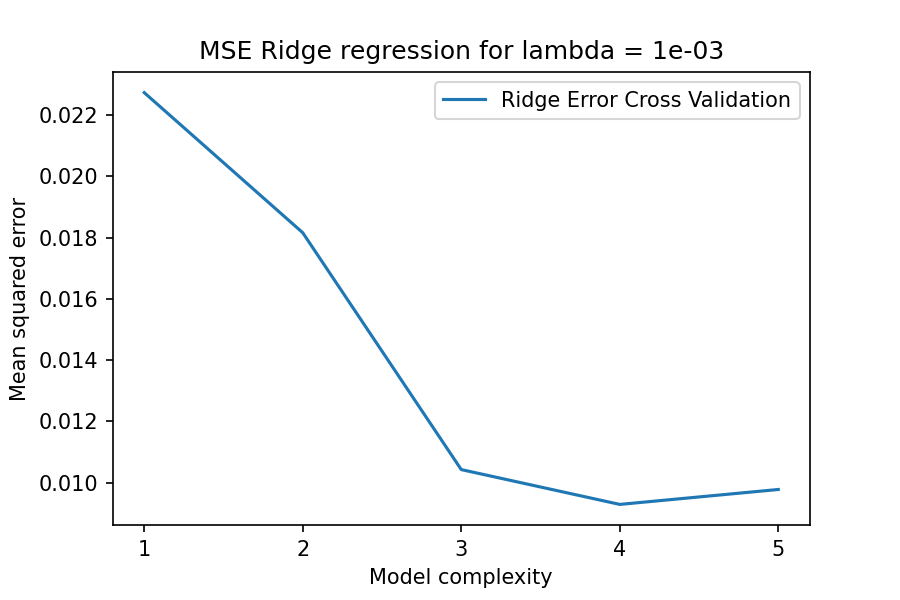 MSE Ridge regression for lambda = 1e-03
Ridge Error Cross Validation
Mean squared error
0.022
0.020
0.018
0.016
0.014
0.012
0.010
1 2 3 4 5
Model complexity